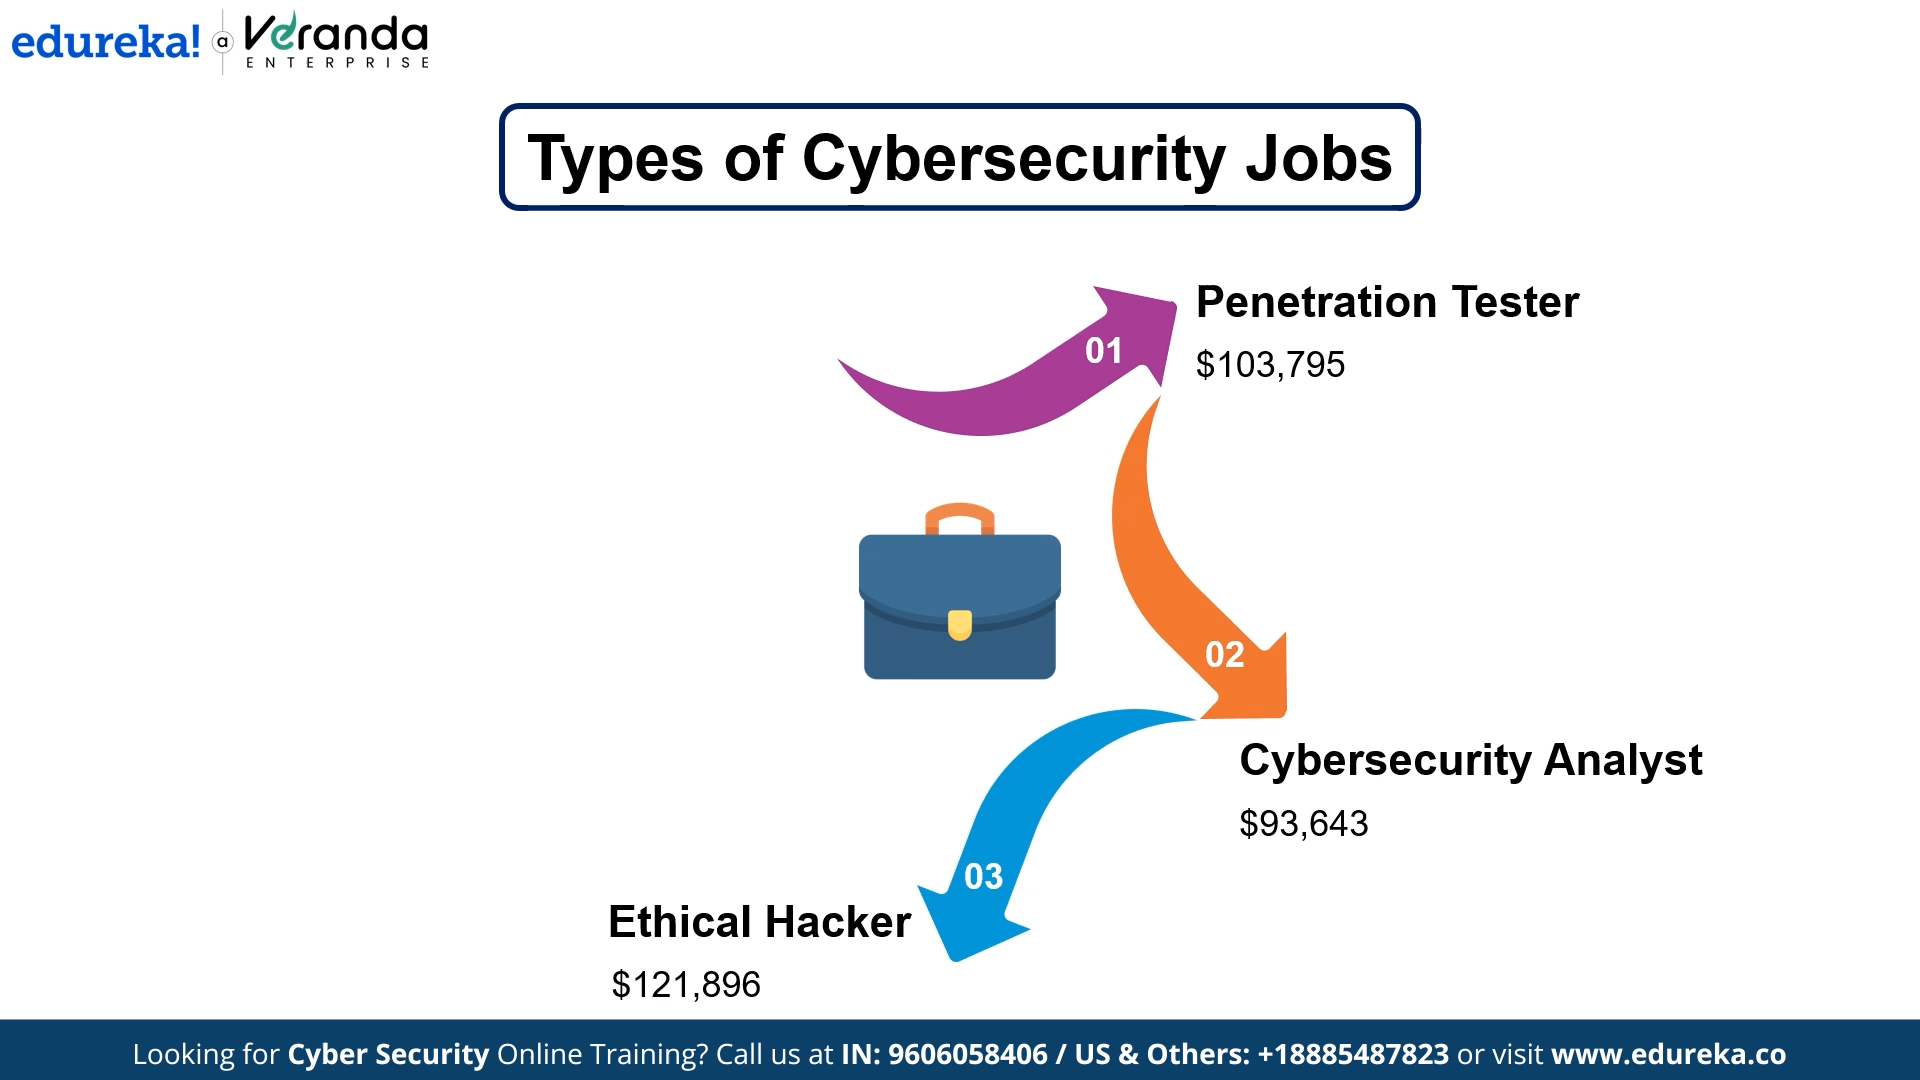 edureka! a Veranda
ENTERPRISE
Types of Cybersecurity Jobs
01
Penetration Tester
$103,795
02
Cybersecurity Analyst
$93,643
03
Ethical Hacker
$121,896
Looking for Cyber Security Online Training? Call us at IN: 9606058406 / US & Others: +18885487823 or visit www.edureka.co